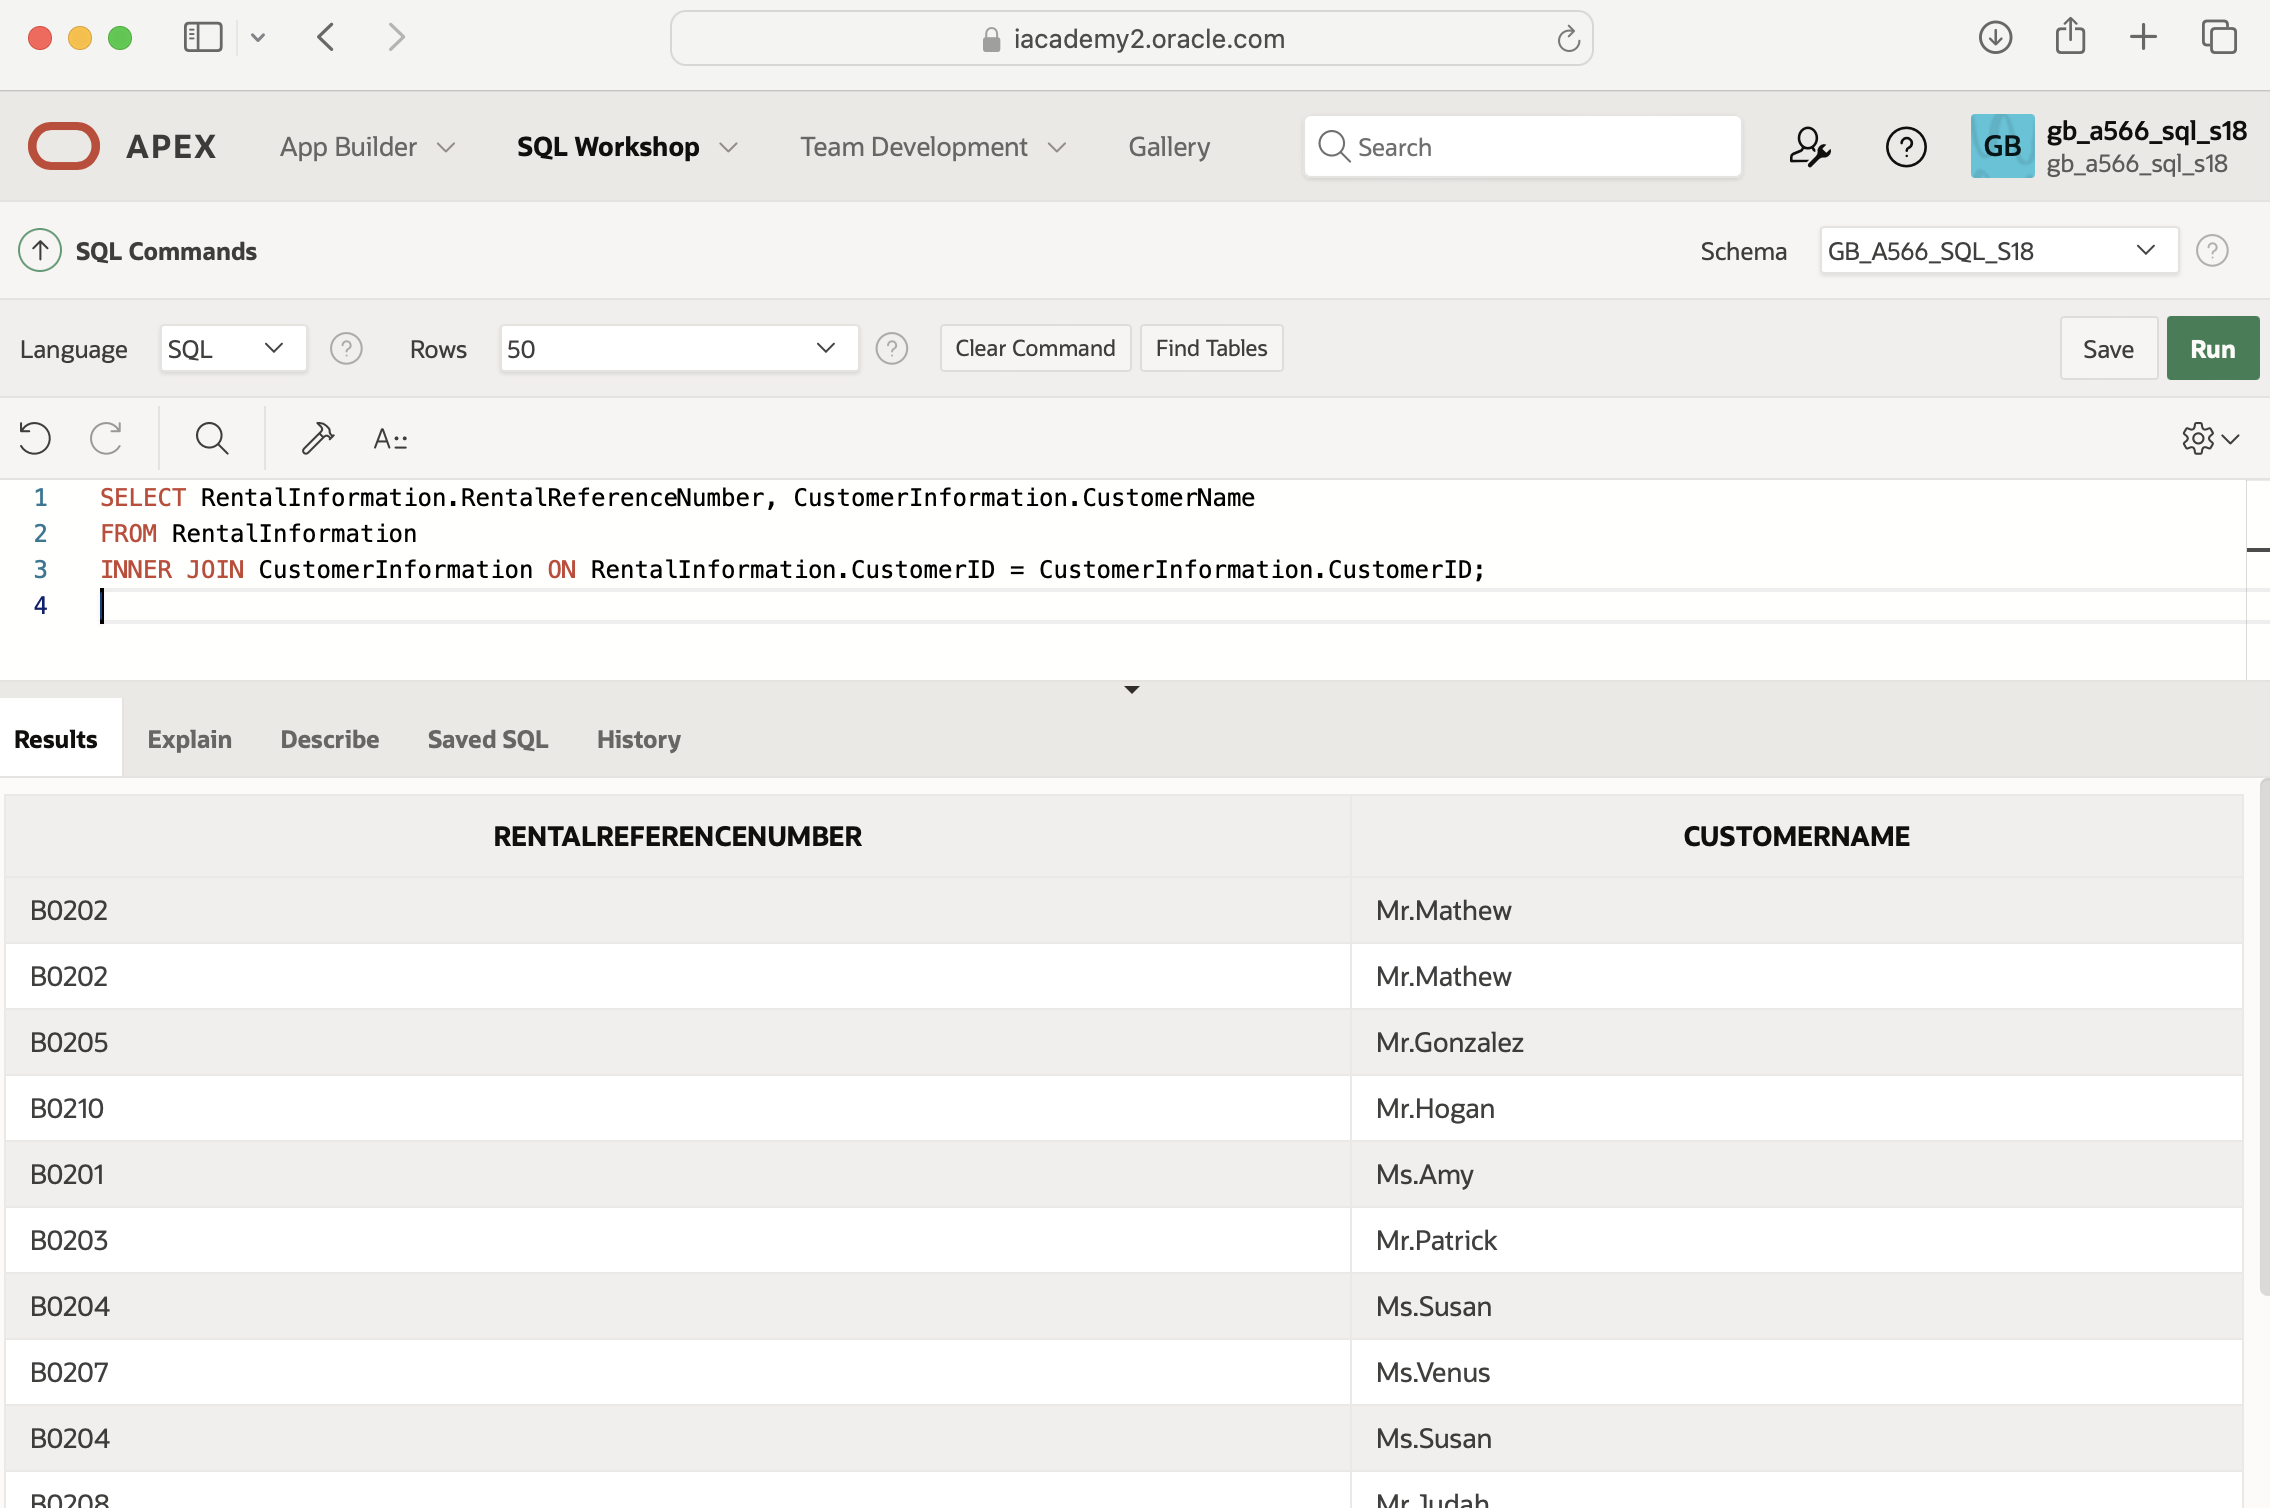 iacademy2.oracle.com
APEX App Builder SQL Workshop Team Development Gallery Search GB gb_a566_sql_s18
gb_a566_sql_s18
SQL Commands Schema GB_A566_SQL_S18
Language SQL Rows 50 Clear Command Find Tables Save Run
1 SELECT RentalInformation.RentalReferenceNumber, CustomerInformation.CustomerName
2 FROM RentalInformation
3 INNER JOIN CustomerInformation ON RentalInformation.CustomerID = CustomerInformation.CustomerID;
4
Results Explain Describe Saved SQL History
RENTALREFERENCENUMBER CUSTOMERNAME
B0202 Mr.Mathew
B0202 Mr.Mathew
B0205 Mr.Gonzalez
B0210 Mr.Hogan
B0201 Ms.Amy
B0203 Mr.Patrick
B0204 Ms.Susan
B0207 Ms.Venus
B0204 Ms.Susan
B0208 Mr.Judah